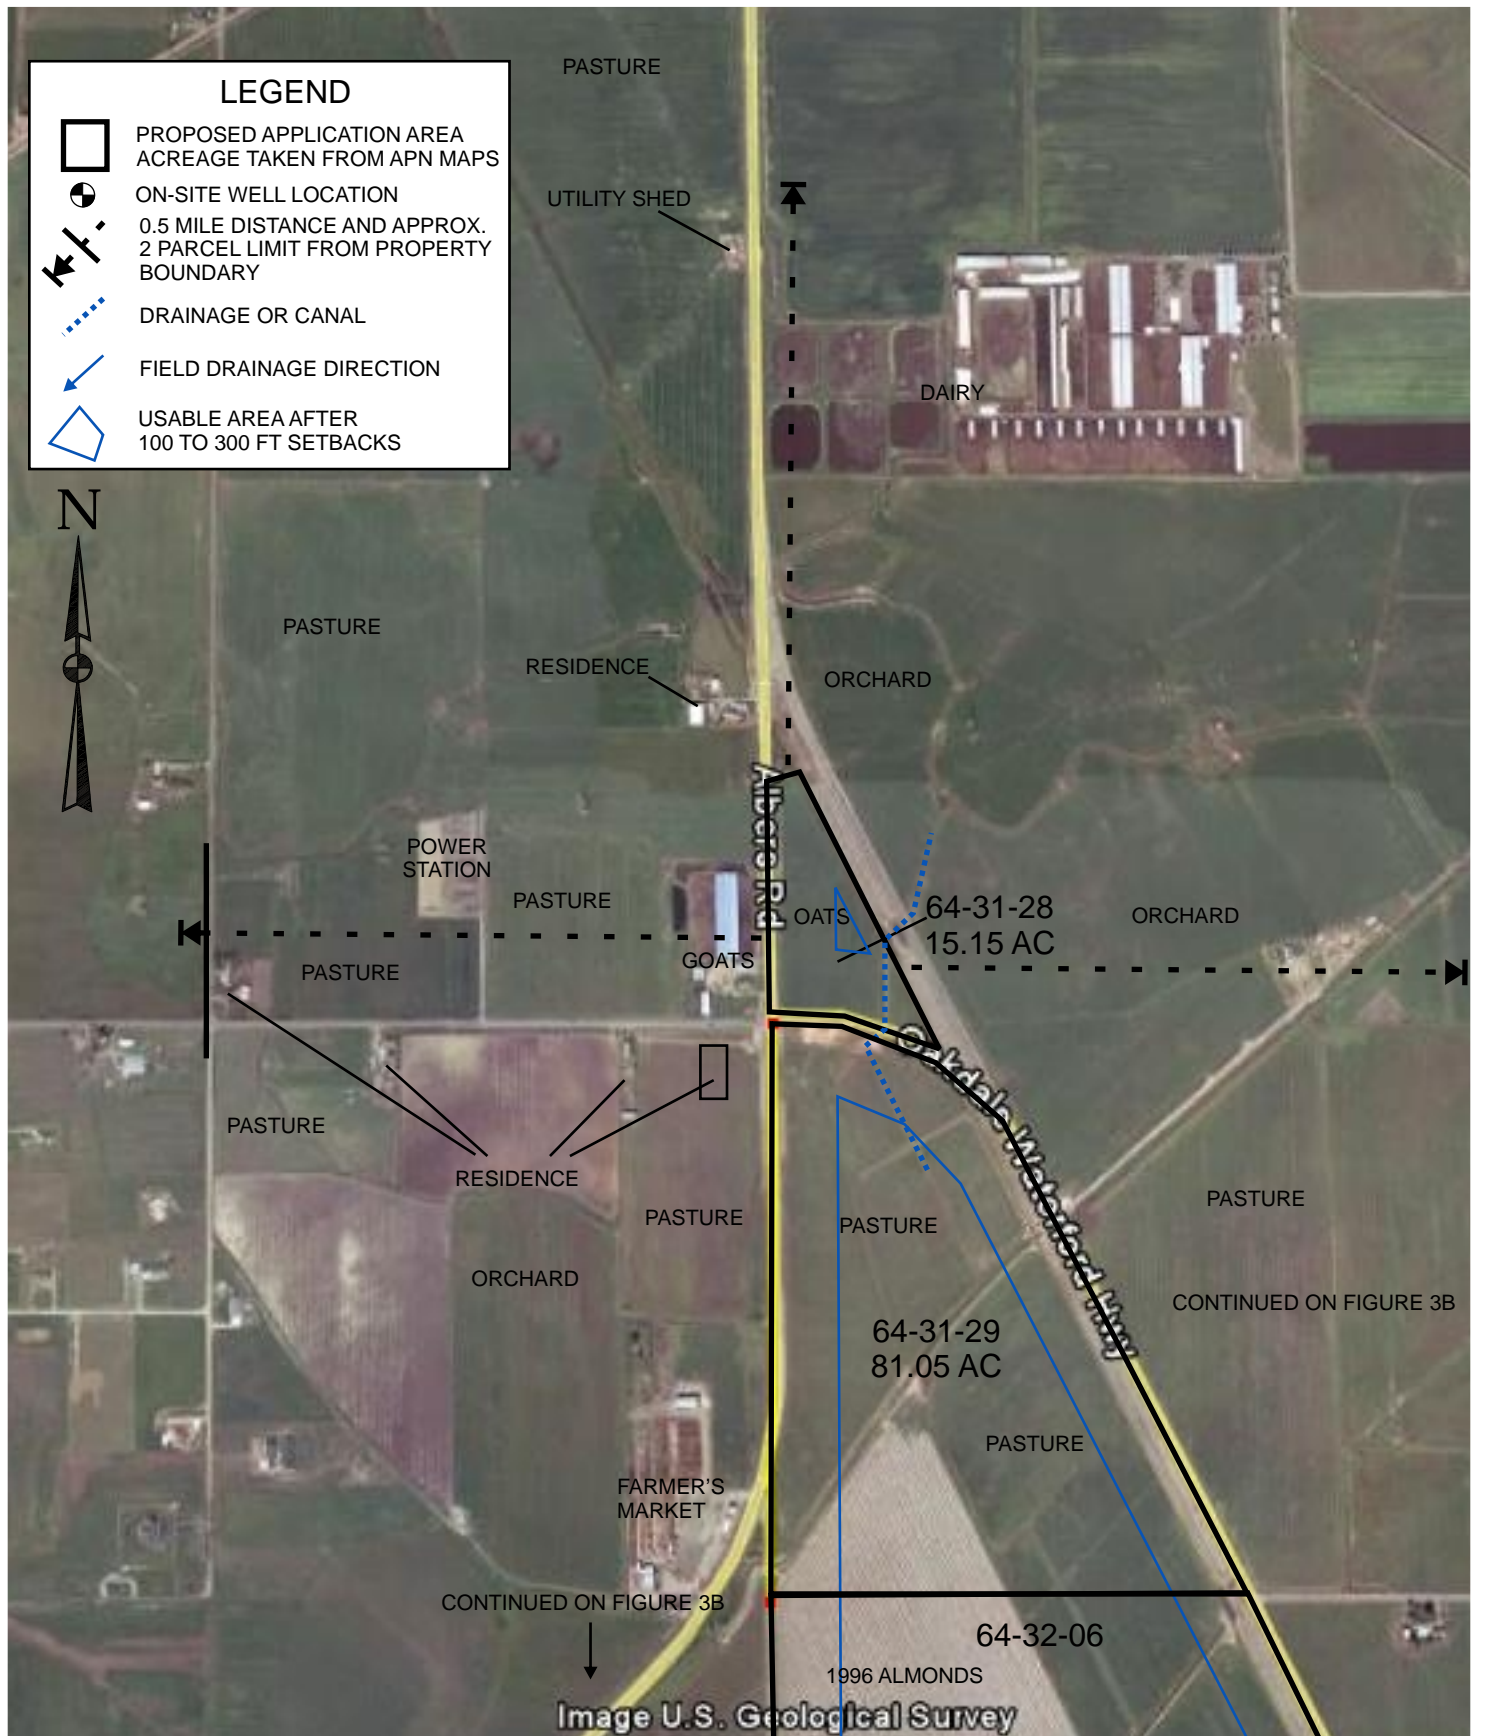 PASTURE
LEGEND
PROPOSED APPLICATION AREA
ACREAGE TAKEN FROM APN MAPS
ON-SITE WELL LOCATION
0.5 MILE DISTANCE AND APPROX.
2 PARCEL LIMIT FROM PROPERTY
BOUNDARY
DRAINAGE OR CANAL
FIELD DRAINAGE DIRECTION
USABLE AREA AFTER
100 TO 300 FT SETBACKS
UTILITY SHED
DAIRY
N
PASTURE
RESIDENCE
ORCHARD
Albers Rd
POWER
STATION
PASTURE
OATS
64-31-28
15.15 AC
ORCHARD
GOATS
PASTURE
Oakdale Waterford Hwy
PASTURE
RESIDENCE
PASTURE
PASTURE
PASTURE
ORCHARD
CONTINUED ON FIGURE 3B
64-31-29
81.05 AC
PASTURE
FARMER'S
MARKET
CONTINUED ON FIGURE 3B
64-32-06
1996 ALMONDS
Image U.S. Geological Survey